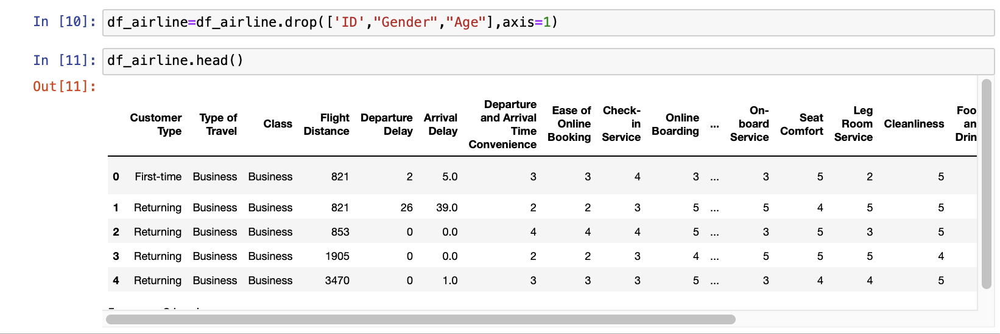 In [10]: df_airline=df_airline.drop(['ID',"Gender","Age"],axis=1)
In [11]: df_airline.head()
Out[11]:
Customer Type Type of Travel Class Flight Distance Departure Delay Arrival Delay Departure and Arrival Time Convenience Ease of Online Booking Check-in Service Online Boarding ... On-board Service Seat Comfort Leg Room Service Cleanliness
0 First-time Business Business 821 2 5.0 3 3 4 3 ... 3 5 2 5
1 Returning Business Business 821 26 39.0 2 2 3 5 ... 5 4 5 5
2 Returning Business Business 853 0 0.0 4 4 4 5 ... 3 5 3 5
3 Returning Business Business 1905 0 0.0 2 2 3 4 ... 5 5 5 4
4 Returning Business Business 3470 0 1.0 3 3 3 5 ... 3 4 4 5